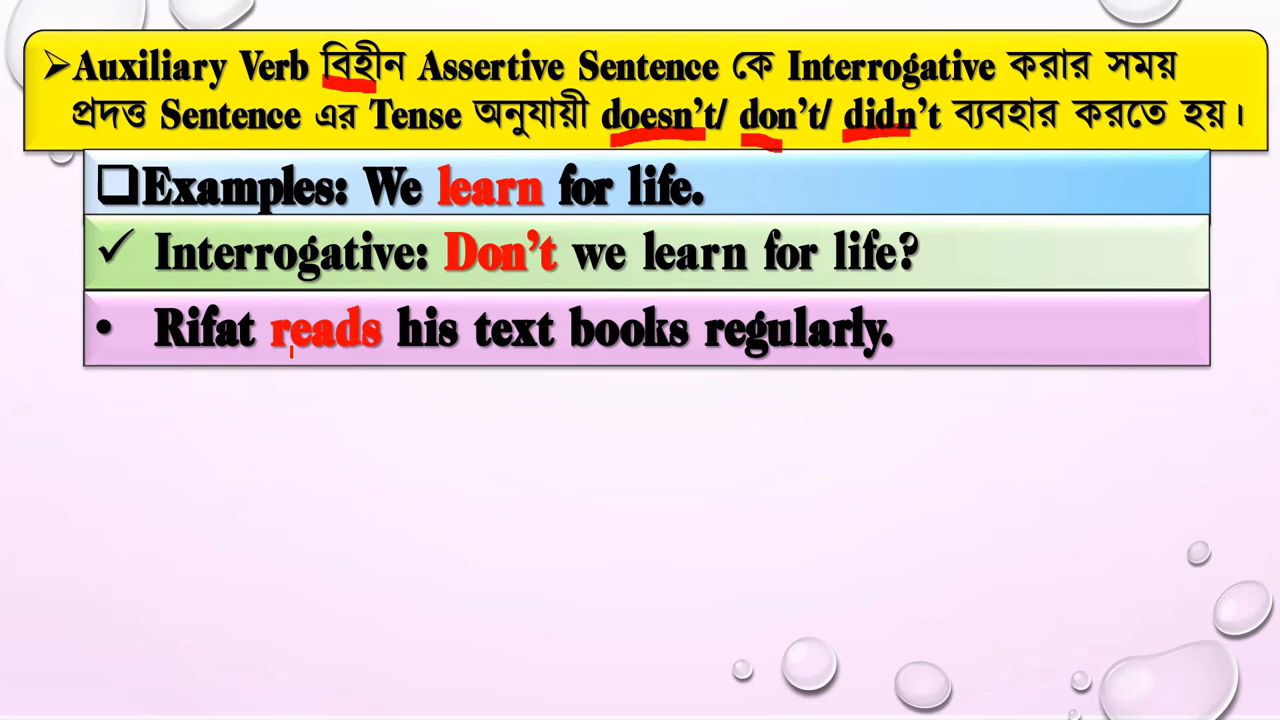 ➢Auxiliary Verb বিহীন Assertive Sentence কে Interrogative করার সময়
প্রদত্ত Sentence এর Tense অনুযায়ী doesn't/ don't/ didn't ব্যবহার করতে হয়।
❑Examples: We learn for life.
✓ Interrogative: Don't we learn for life?
• Rifat reads his text books regularly.